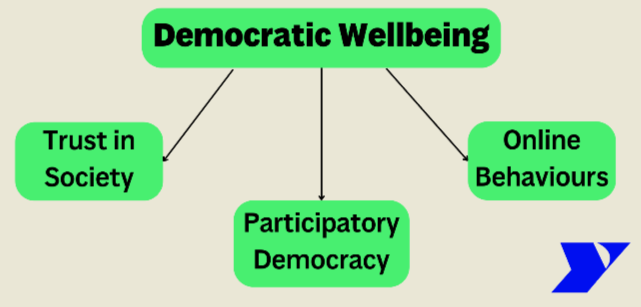 Democratic Wellbeing
Trust in
Society
Online
Behaviours
Participatory
Democracy